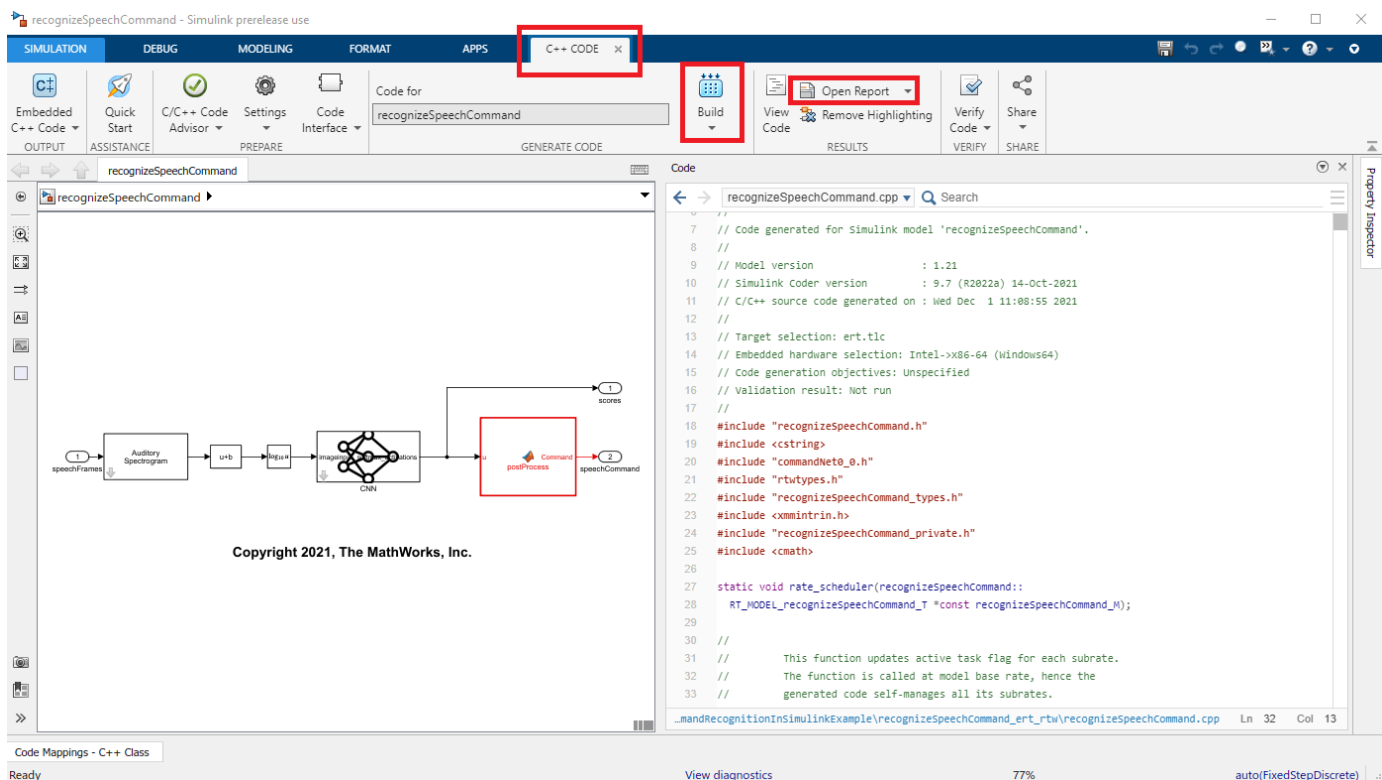 recognizeSpeechCommand - Simulink prerelease use
SIMULATION DEBUG MODELING FORMAT APPS C++ CODE
Embedded C++ Code
Quick Start
C/C++ Code Advisor
Settings
Code Interface
Code for
recognizeSpeechCommand
Build
View Code
Open Report
Remove Highlighting
Verify Code
Share
OUTPUT ASSISTANCE PREPARE GENERATE CODE RESULTS VERIFY SHARE
recognizeSpeechCommand
recognizeSpeechCommand
1
speechFrames
Auditory
Spectrogram
u+b
log10 u
CNN
u
Command
postProcess
1
scores
2
speechCommand
Copyright 2021, The MathWorks, Inc.
Code
recognizeSpeechCommand.cpp Search
7 // Code generated for Simulink model 'recognizeSpeechCommand'.
8 //
9 // Model version : 1.21
10 // Simulink Coder version : 9.7 (R2022a) 14-Oct-2021
11 // C/C++ source code generated on : Wed Dec 1 11:08:55 2021
12 //
13 // Target selection: ert.tlc
14 // Embedded hardware selection: Intel->x86-64 (Windows64)
15 // Code generation objectives: Unspecified
16 // Validation result: Not run
17 //
18 #include "recognizeSpeechCommand.h"
19 #include <cstring>
20 #include "commandNet0_0.h"
21 #include "rtwtypes.h"
22 #include "recognizeSpeechCommand_types.h"
23 #include <xmmintrin.h>
24 #include "recognizeSpeechCommand_private.h"
25 #include <cmath>
26
27 static void rate_scheduler(recognizeSpeechCommand::
28 RT_MODEL_recognizeSpeechCommand_T *const recognizeSpeechCommand_M);
29
30 //
31 // This function updates active task flag for each subrate.
32 // The function is called at model base rate, hence the
33 // generated code self-manages all its subrates.
…mandRecognitionInSimulinkExample\recognizeSpeechCommand_ert_rtw\recognizeSpeechCommand.cpp Ln 32 Col 13
Property Inspector
Code Mappings - C++ Class
Ready View diagnostics 77% auto(FixedStepDiscrete)